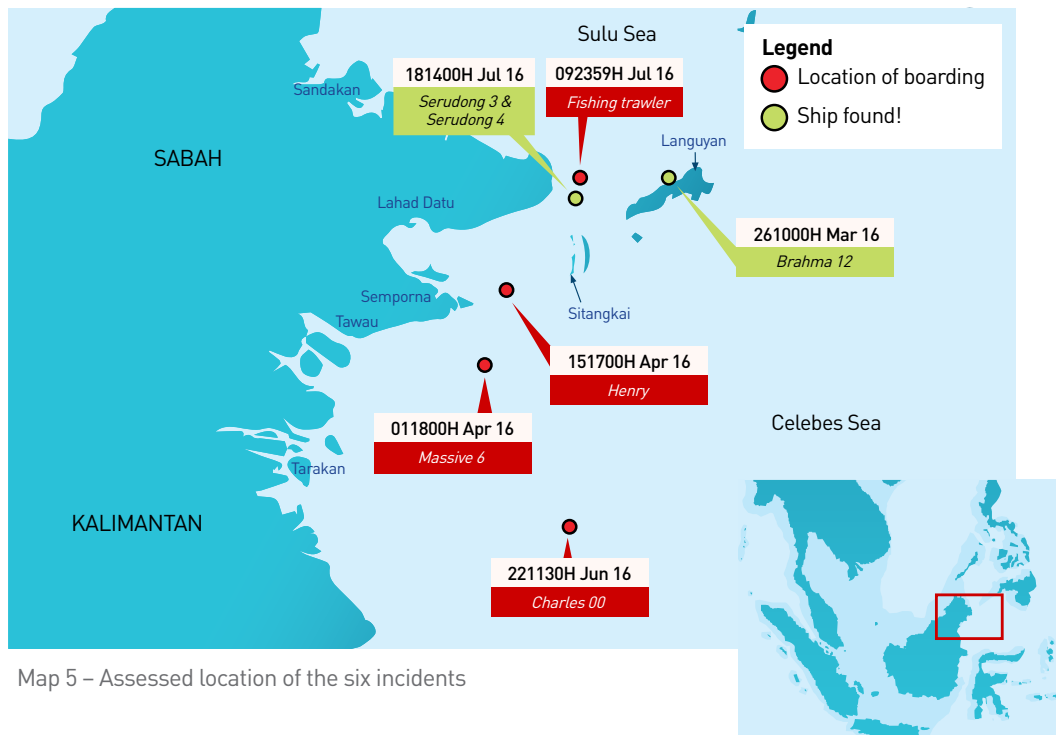 Sulu Sea
Legend
Location of boarding
Ship found!
181400H Jul 16
Serudong 3 &
Serudong 4
092359H Jul 16
Fishing trawler
Sandakan
SABAH
Languyan
Lahad Datu
261000H Mar 16
Brahma 12
Semporna
Sitangkai
Tawau
151700H Apr 16
Henry
011800H Apr 16
Massive 6
Celebes Sea
Tarakan
KALIMANTAN
221130H Jun 16
Charles 00
Map 5 – Assessed location of the six incidents